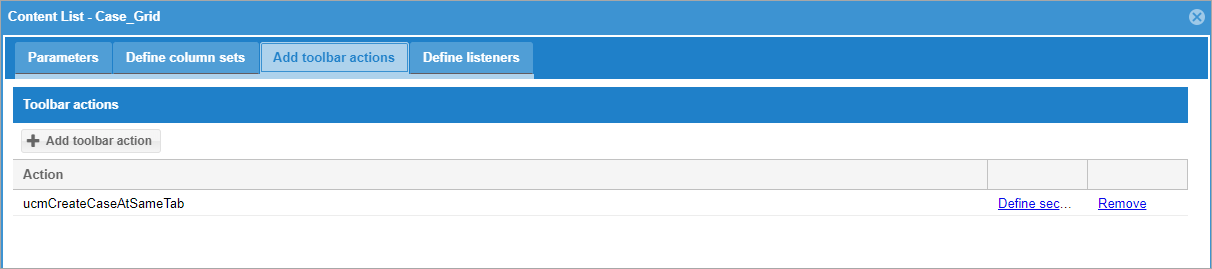 Content List - Case_Grid
Parameters Define column sets Add toolbar actions Define listeners
Toolbar actions
Add toolbar action
Action
ucmCreateCaseAtSameTab Define sec... Remove